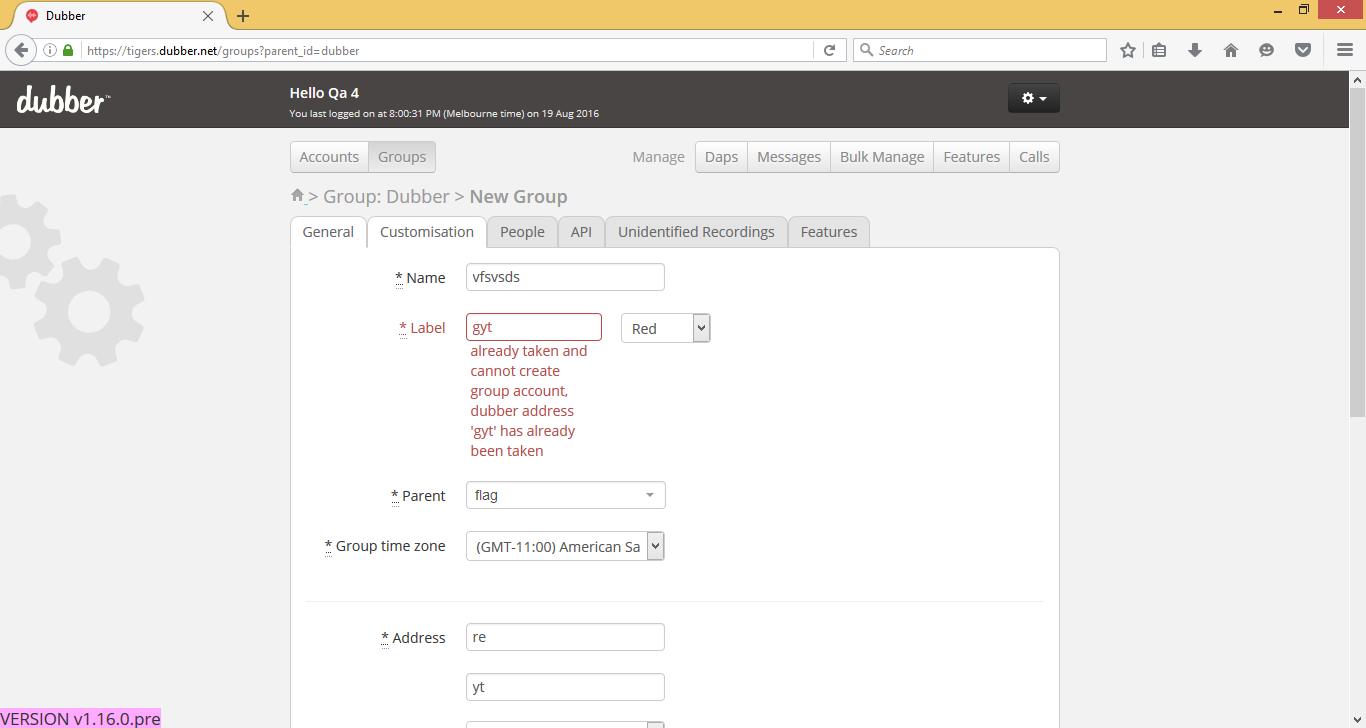 Dubber
https://tigers.dubber.net/groups?parent_id=dubber
Search
dubber™
Hello Qa 4
You last logged on at 8:00:31 PM (Melbourne time) on 19 Aug 2016
Accounts Groups Manage Daps Messages Bulk Manage Features Calls
> Group: Dubber > New Group
General Customisation People API Unidentified Recordings Features
* Name vfsvsds
* Label gyt Red
already taken and
cannot create
group account,
dubber address
'gyt' has already
been taken
* Parent flag
* Group time zone (GMT-11:00) American Sa
* Address re
yt
VERSION v1.16.0.pre